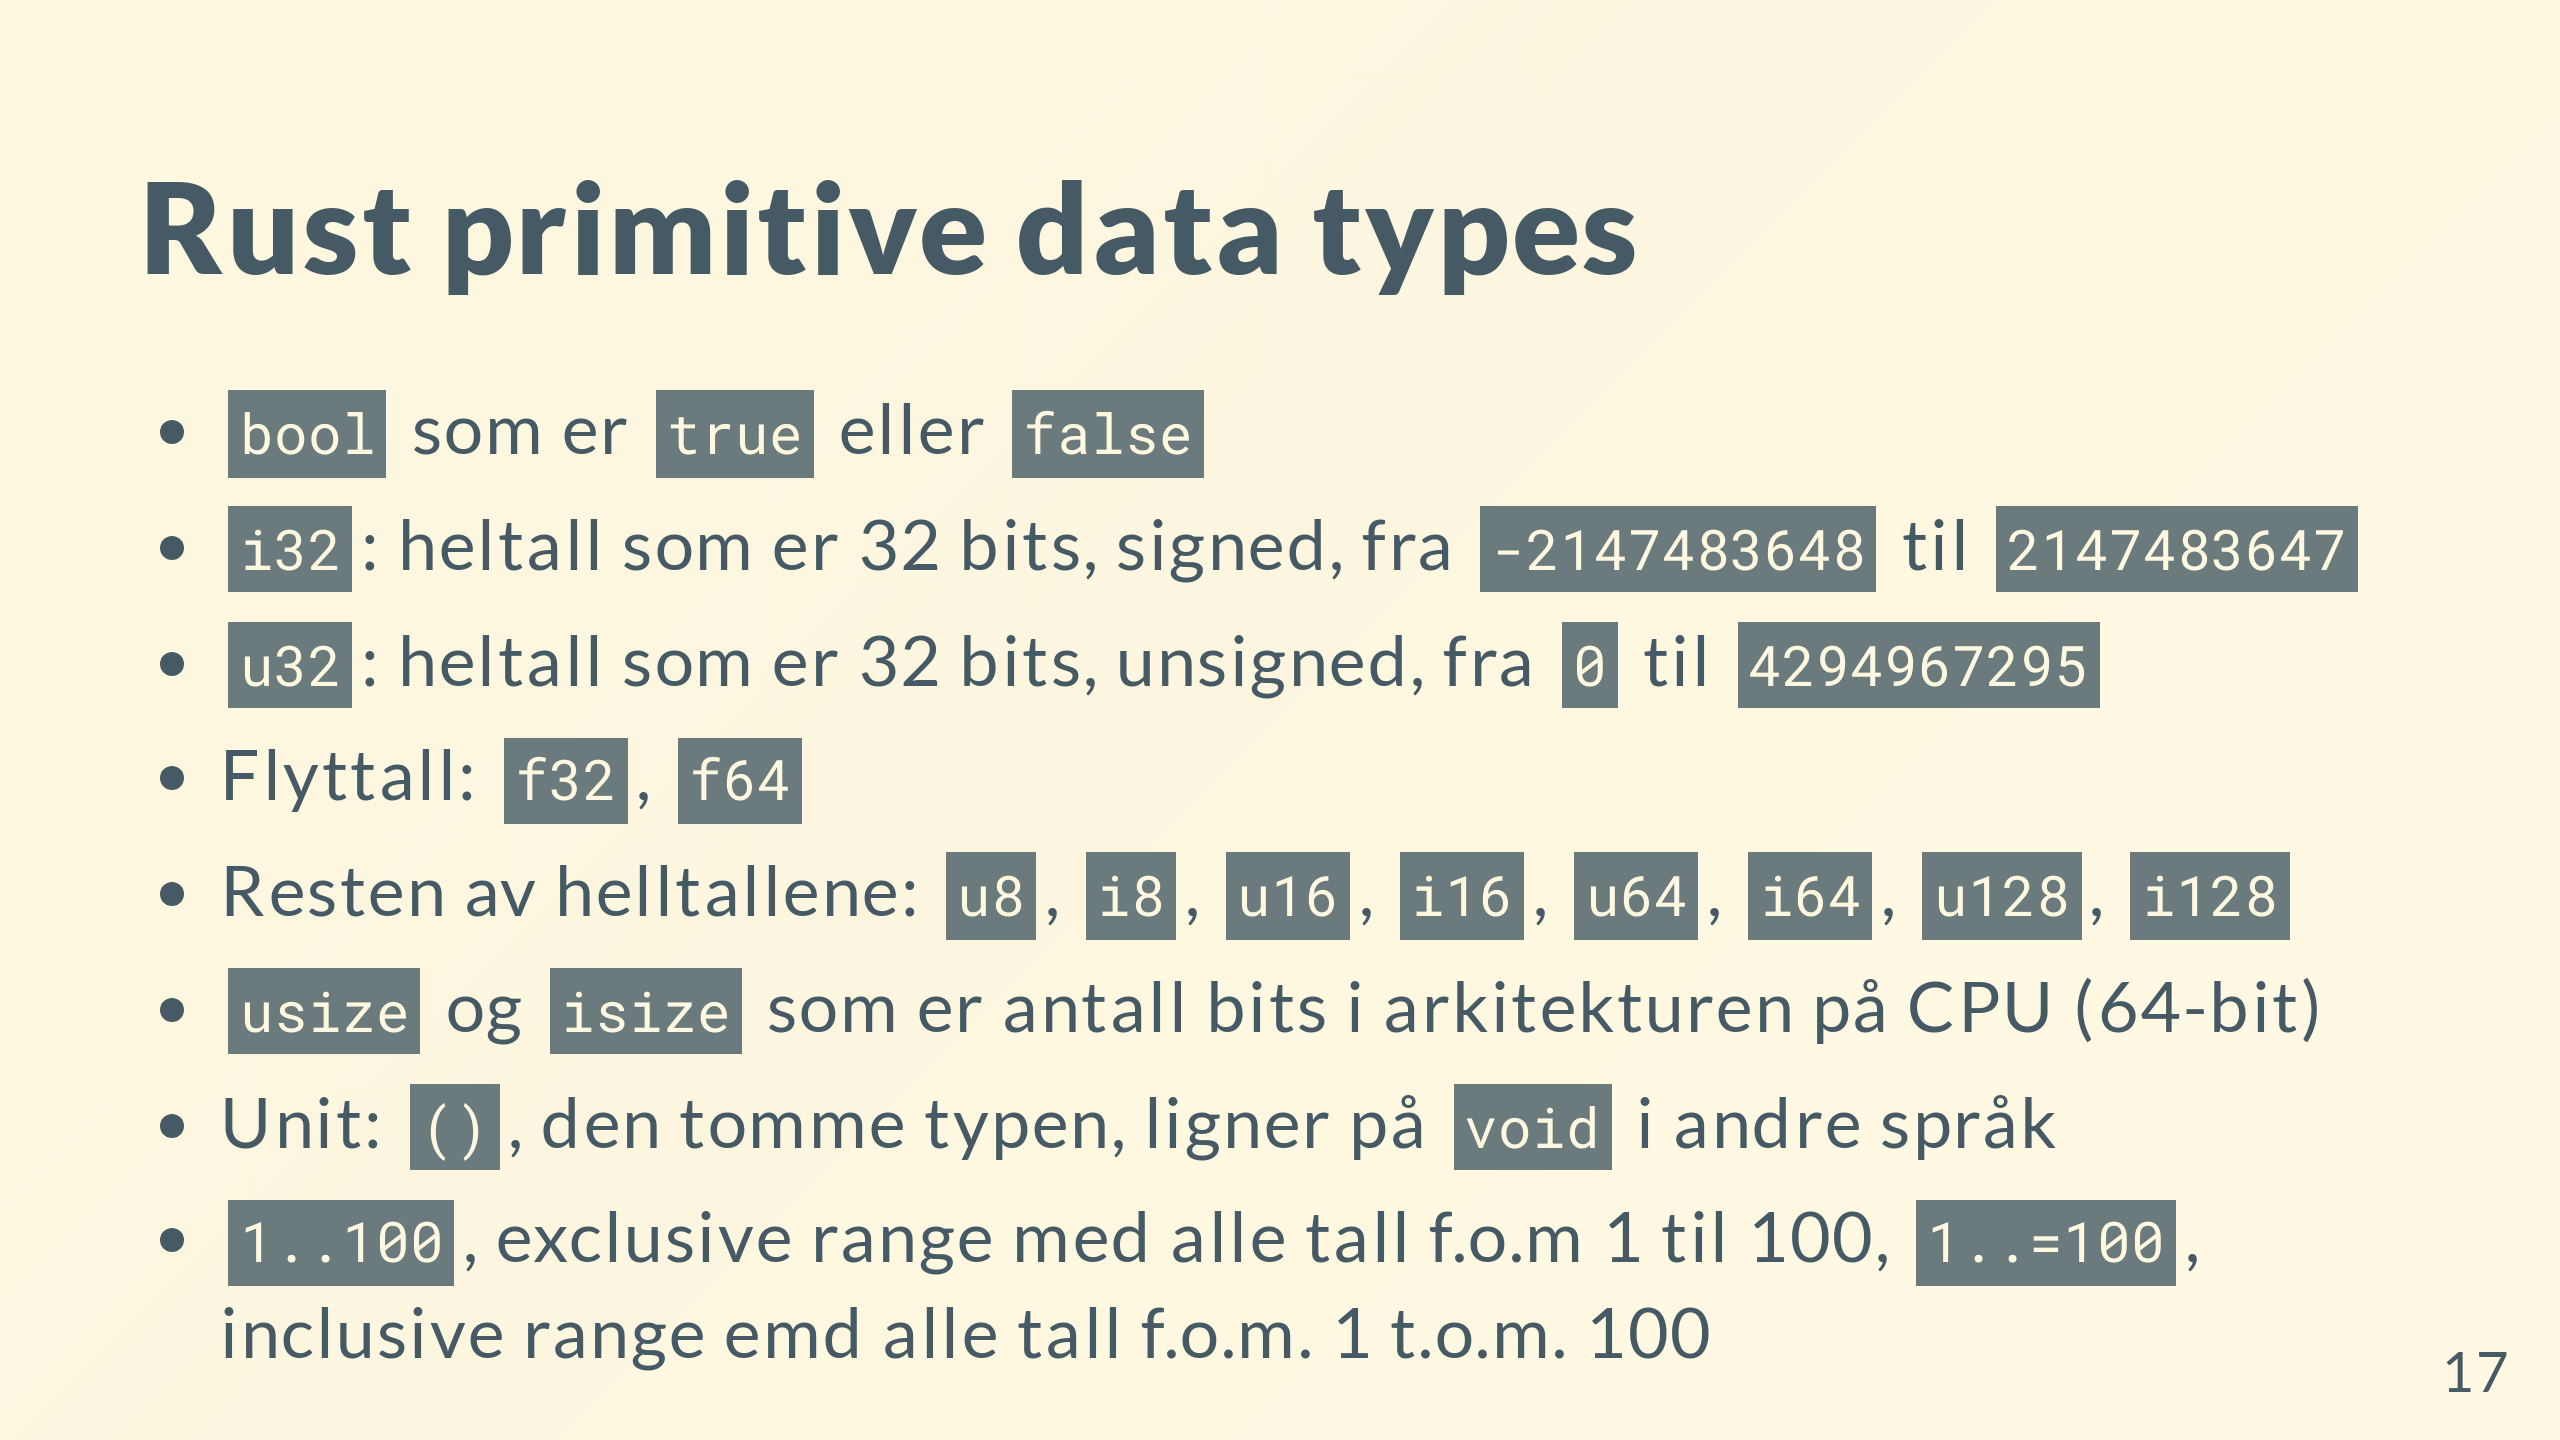 Rust primitive data types
• bool som er true eller false
• i32: heltall som er 32 bits, signed, fra -2147483648 til 2147483647
• u32: heltall som er 32 bits, unsigned, fra 0 til 4294967295
• Flyttall: f32, f64
• Resten av helltallene: u8, i8, u16, i16, u64, i64, u128, i128
• usize og isize som er antall bits i arkitekturen på CPU (64-bit)
• Unit: (), den tomme typen, ligner på void i andre språk
• 1..100, exclusive range med alle tall f.o.m 1 til 100, 1..=100,
inclusive range emd alle tall f.o.m. 1 t.o.m. 100
17